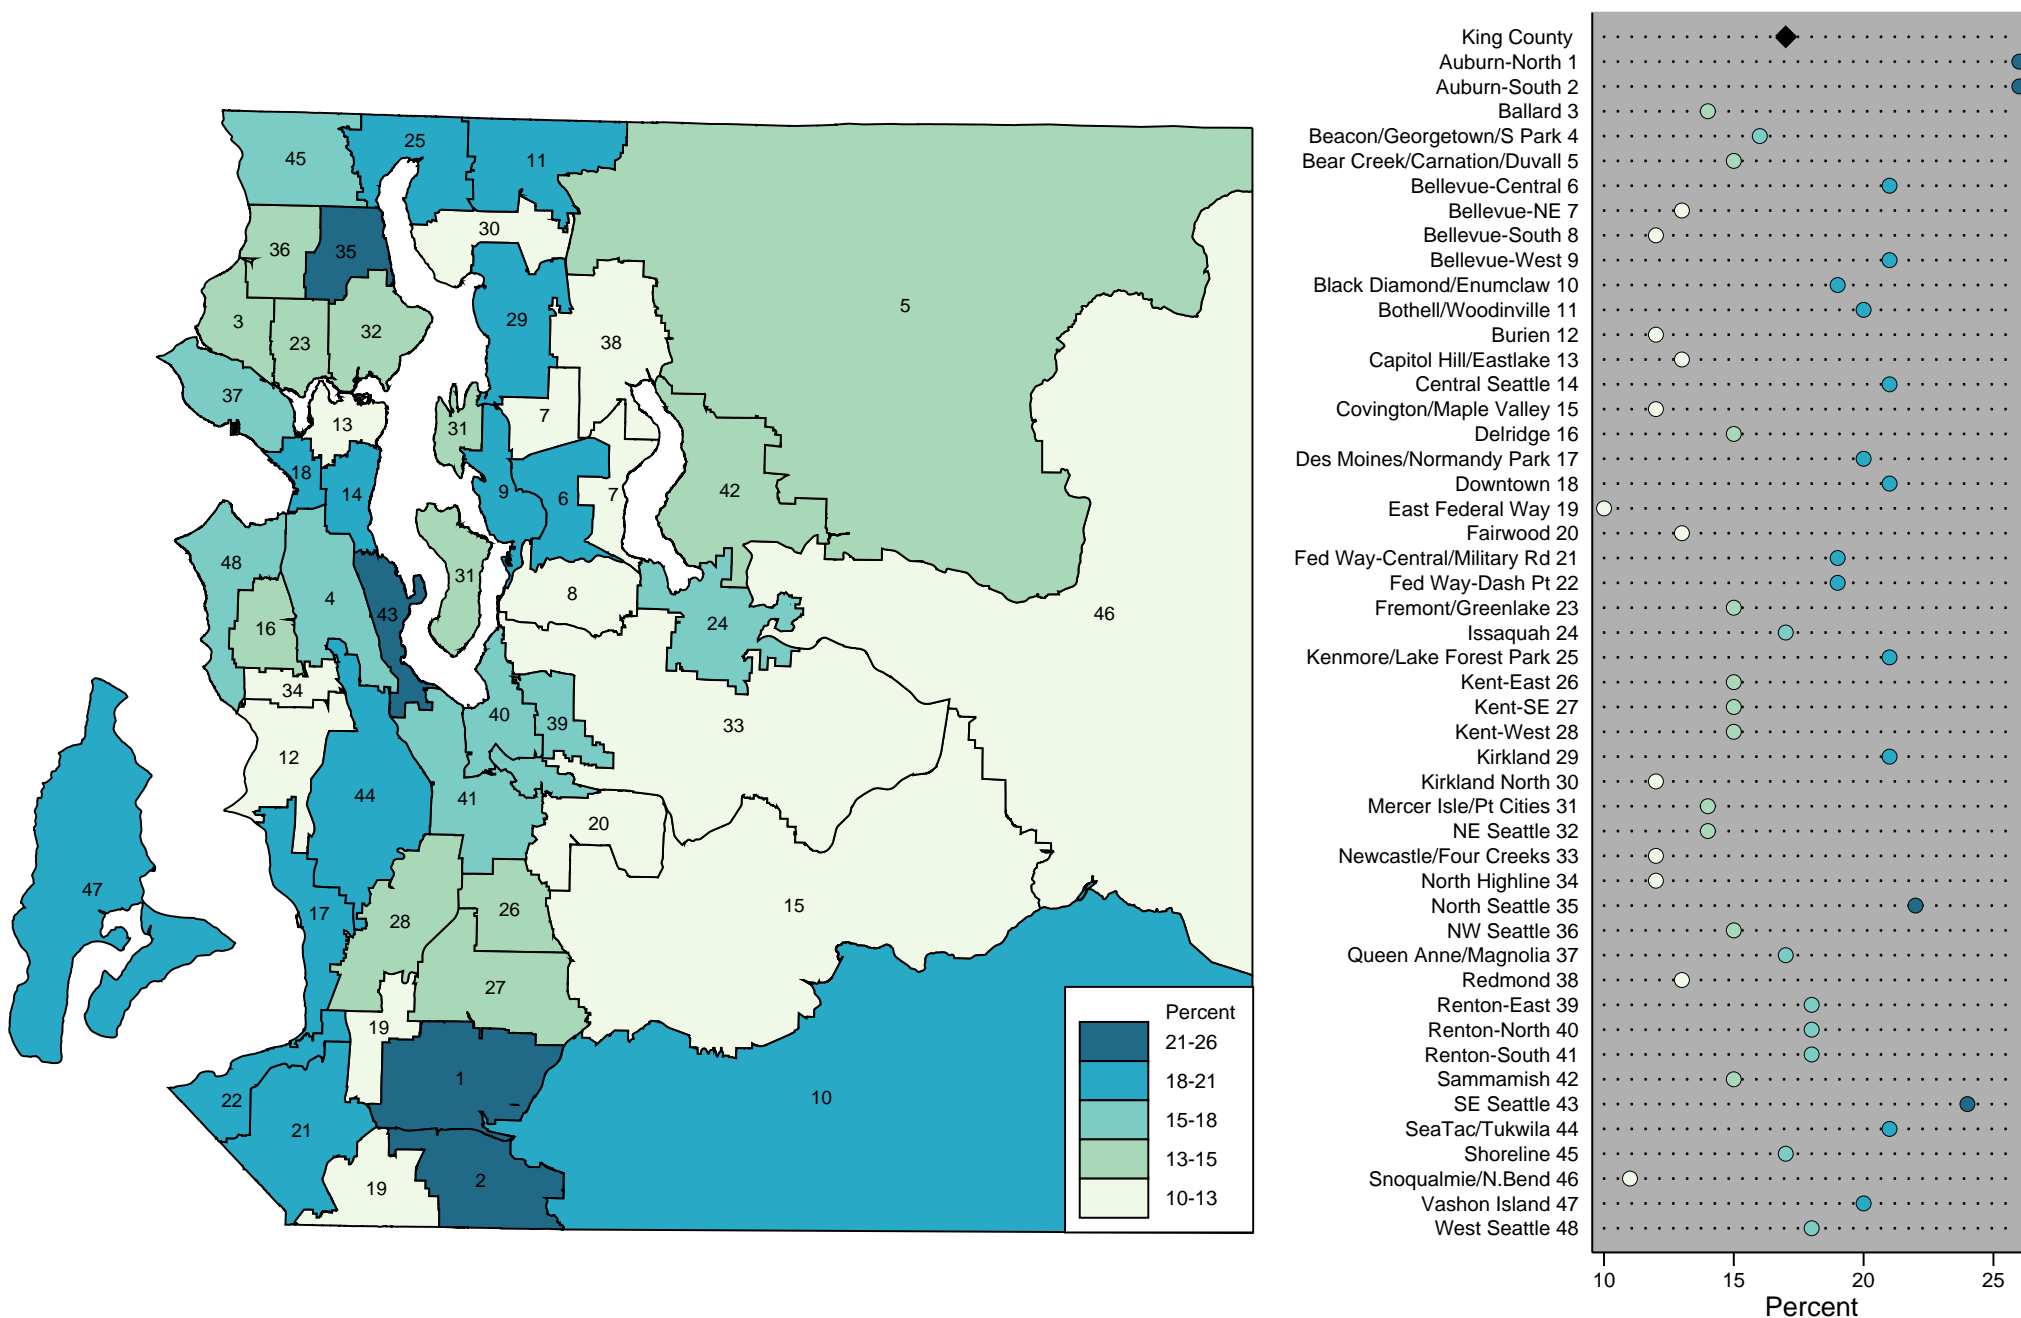 45
25
11
36
35
30
5
3
23
32
29
38
37
13
31
7
18
14
9
6
7
42
48
4
31
43
8
16
24
46
34
40
39
33
12
44
41
20
47
17
28
26
15
27
19
1
10
22
21
2
19
Percent
21-26
18-21
15-18
13-15
10-13
King County
Auburn-North 1
Auburn-South 2
Ballard 3
Beacon/Georgetown/S Park 4
Bear Creek/Carnation/Duvall 5
Bellevue-Central 6
Bellevue-NE 7
Bellevue-South 8
Bellevue-West 9
Black Diamond/Enumclaw 10
Bothell/Woodinville 11
Burien 12
Capitol Hill/Eastlake 13
Central Seattle 14
Covington/Maple Valley 15
Delridge 16
Des Moines/Normandy Park 17
Downtown 18
East Federal Way 19
Fairwood 20
Fed Way-Central/Military Rd 21
Fed Way-Dash Pt 22
Fremont/Greenlake 23
Issaquah 24
Kenmore/Lake Forest Park 25
Kent-East 26
Kent-SE 27
Kent-West 28
Kirkland 29
Kirkland North 30
Mercer Isle/Pt Cities 31
NE Seattle 32
Newcastle/Four Creeks 33
North Highline 34
North Seattle 35
NW Seattle 36
Queen Anne/Magnolia 37
Redmond 38
Renton-East 39
Renton-North 40
Renton-South 41
Sammamish 42
SE Seattle 43
SeaTac/Tukwila 44
Shoreline 45
Snoqualmie/N.Bend 46
Vashon Island 47
West Seattle 48
10 15 20 25
Percent